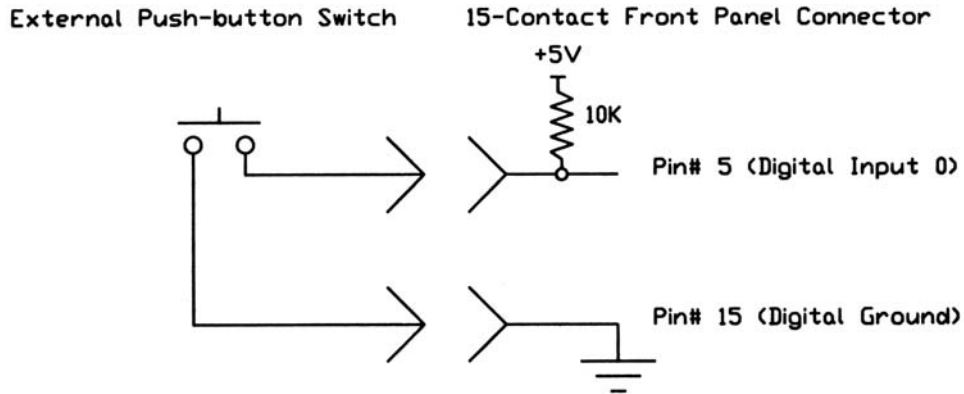 External Push-button Switch
15-Contact Front Panel Connector
+5V
10K
Pin# 5 (Digital Input 0)
Pin# 15 (Digital Ground)